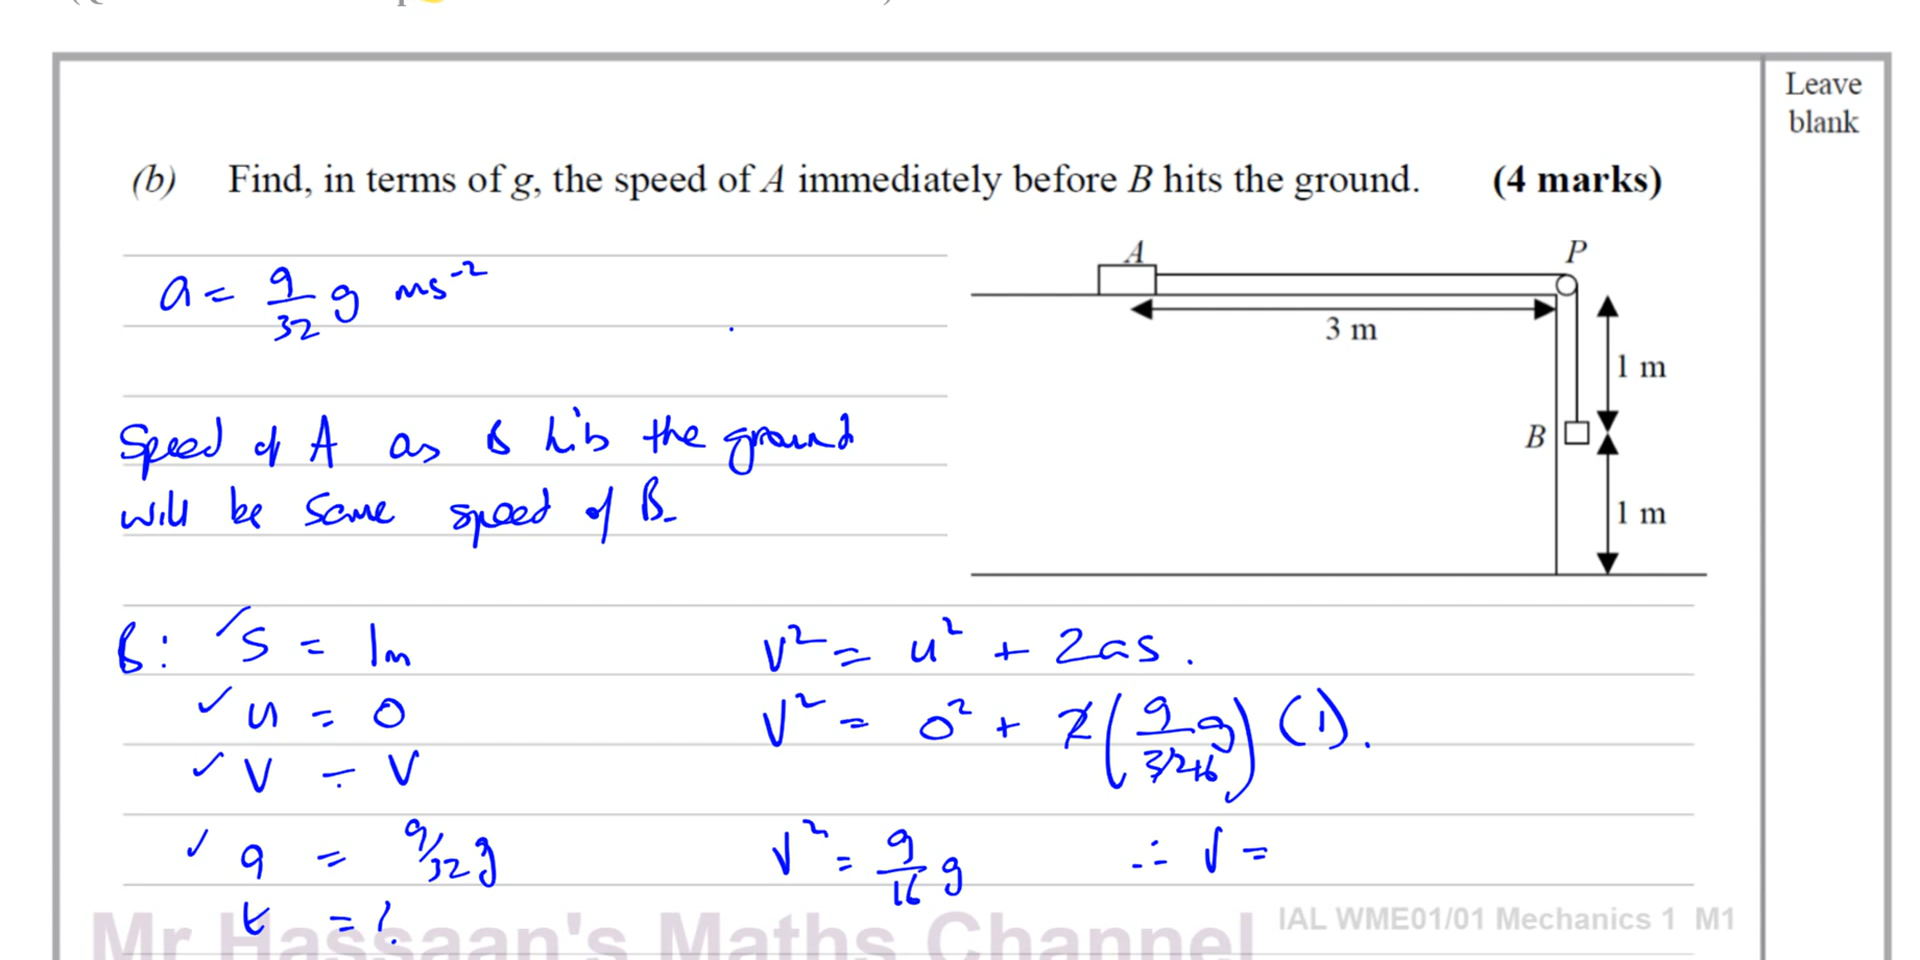 Leave
blank
(b) Find, in terms of g, the speed of A immediately before B hits the ground. (4 marks)
A
P
3 m
1 m
B
1 m
a = 9/32 g ms⁻²
Speed of A as B hits the ground
will be same speed of B.
B: ✓ s = 1m
✓ u = 0
✓ v = v
✓ a = 9/32 g
t = ?
v² = u² + 2as.
v² = 0² + 2(9/32 16 g)(1).
v² = 9/16 g ∴ v =
Mr Hassaan's Maths Channel
IAL WME01/01 Mechanics 1 M1